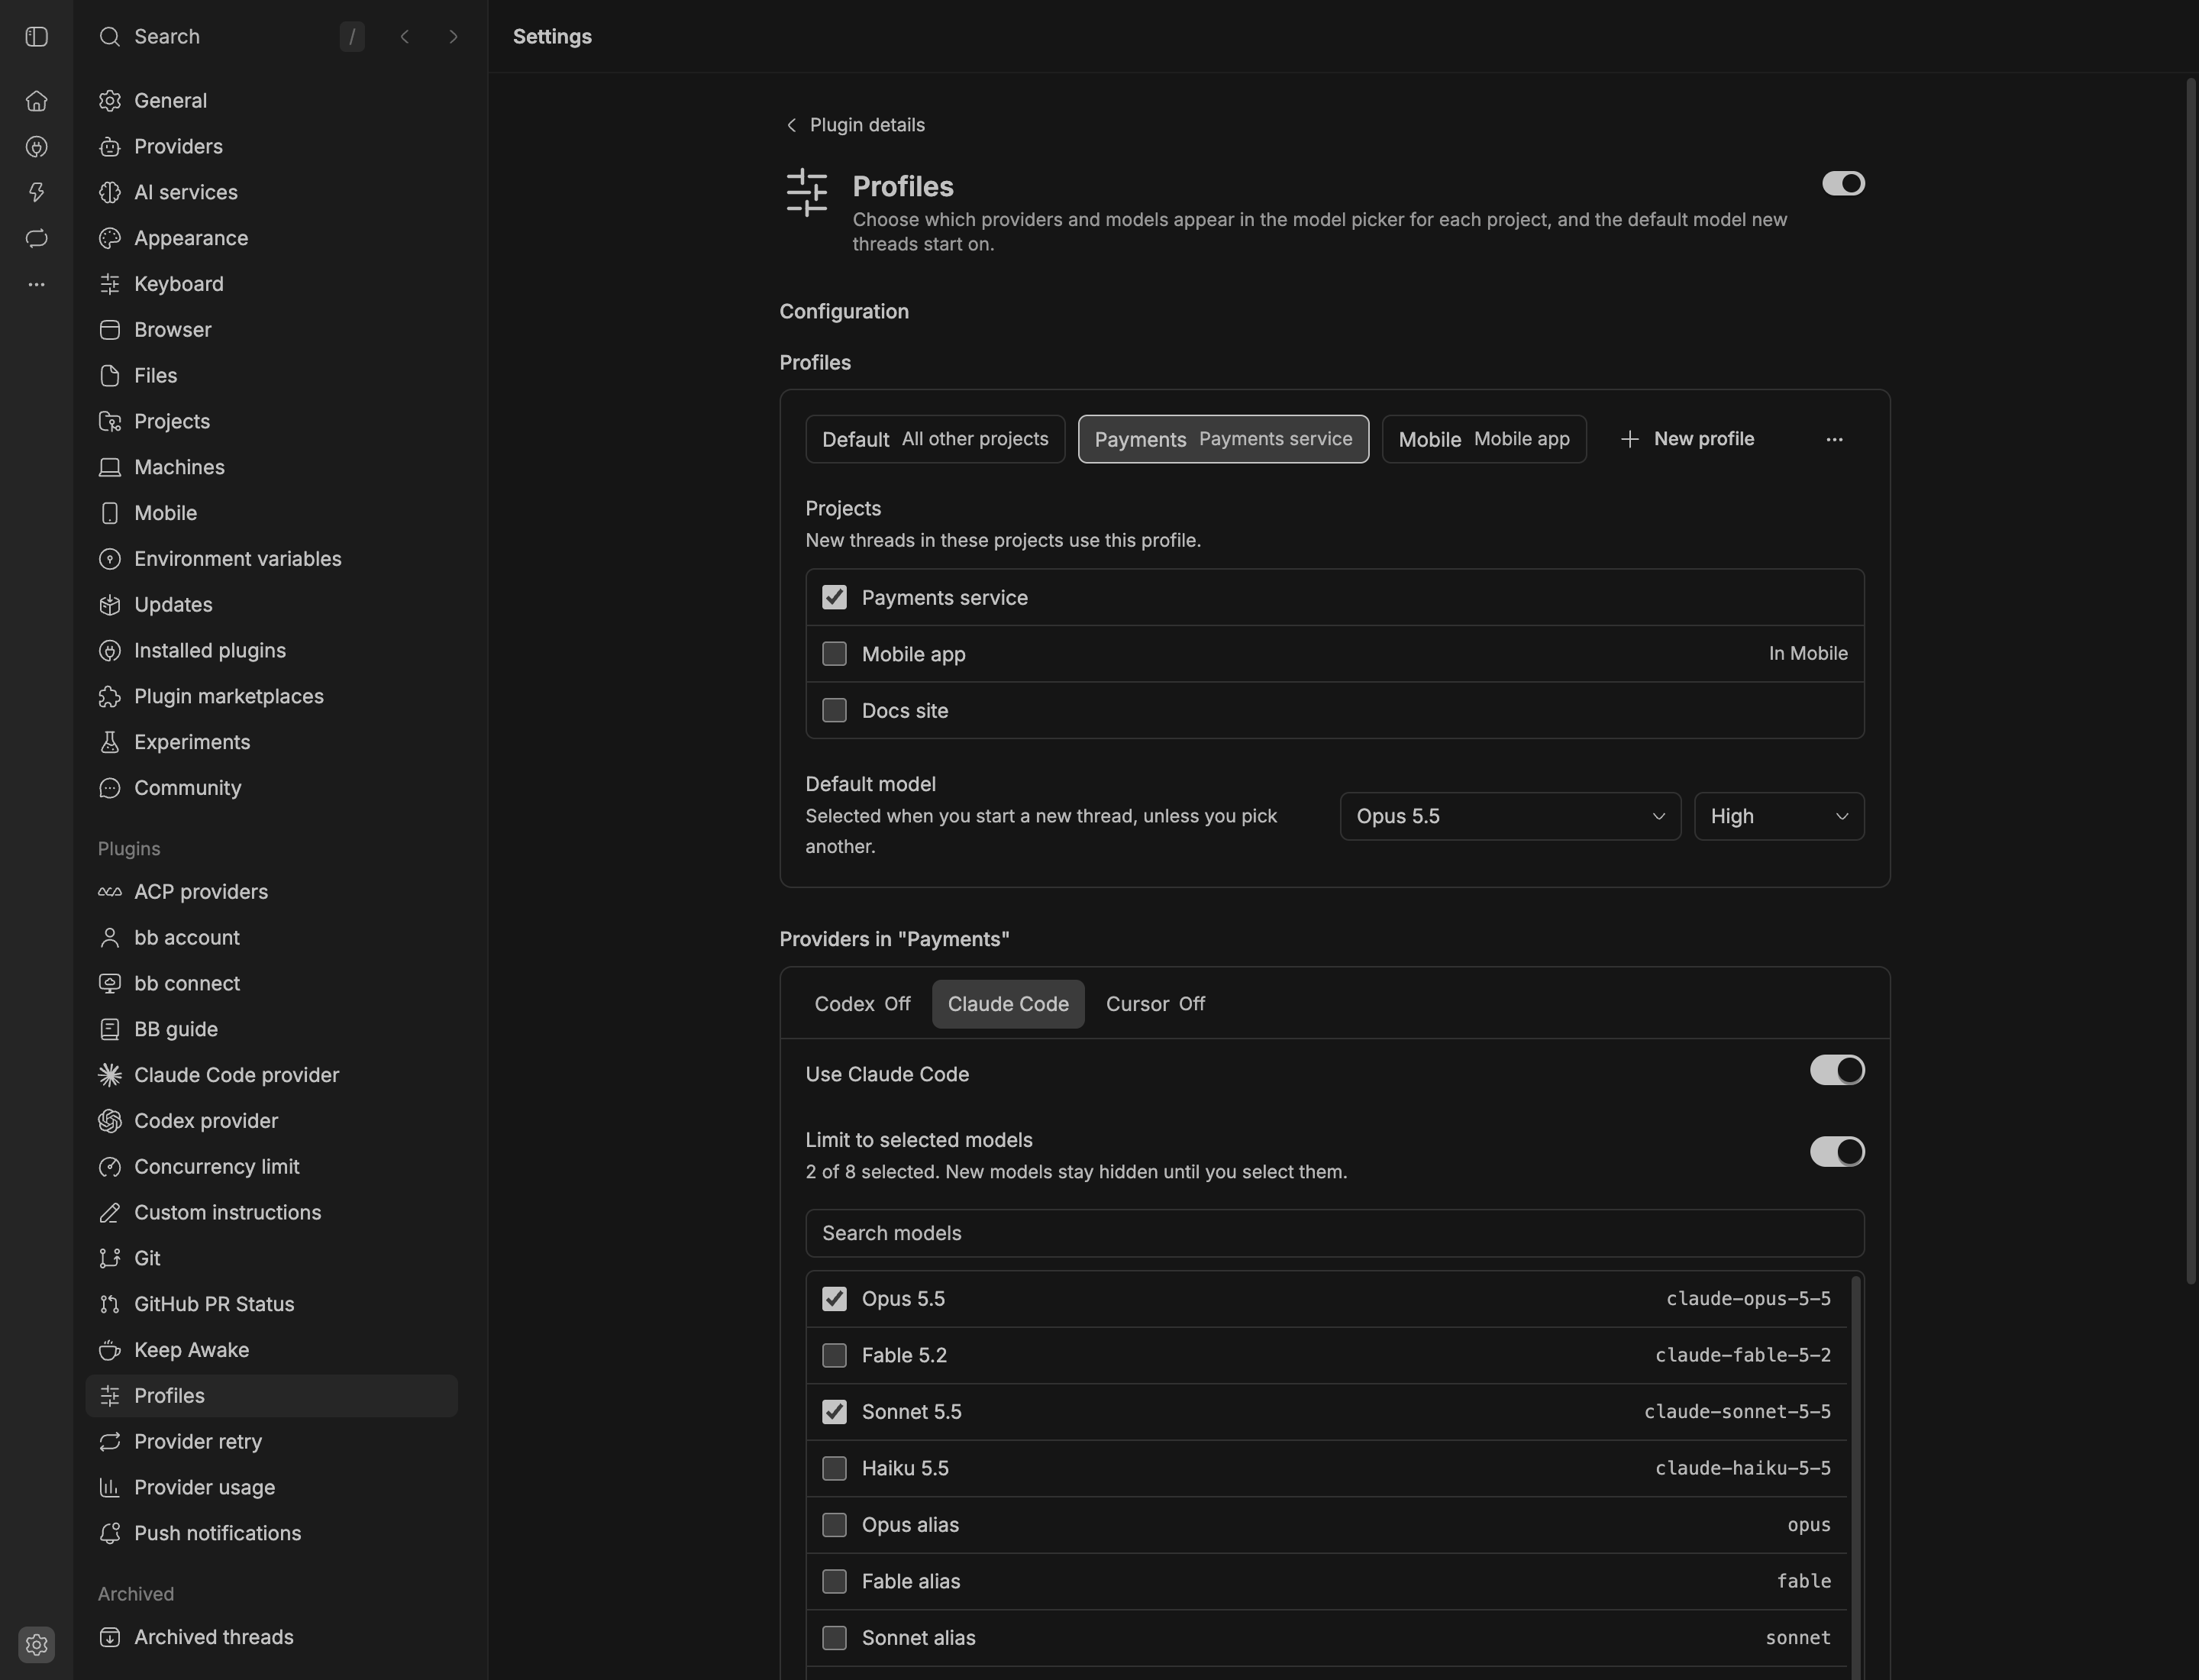 Search
/
Settings
General
Providers
AI services
Appearance
Keyboard
Browser
Files
Projects
Machines
Mobile
Environment variables
Updates
Installed plugins
Plugin marketplaces
Experiments
Community
Plugins
ACP providers
bb account
bb connect
BB guide
Claude Code provider
Codex provider
Concurrency limit
Custom instructions
Git
GitHub PR Status
Keep Awake
Profiles
Provider retry
Provider usage
Push notifications
Archived
Archived threads
Plugin details
Profiles
Choose which providers and models appear in the model picker for each project, and the default model new
threads start on.
Configuration
Profiles
Default All other projects
Payments Payments service
Mobile Mobile app
New profile
Projects
New threads in these projects use this profile.
Payments service
Mobile app
In Mobile
Docs site
Default model
Selected when you start a new thread, unless you pick
another.
Opus 5.5
High
Providers in "Payments"
Codex Off
Claude Code
Cursor Off
Use Claude Code
Limit to selected models
2 of 8 selected. New models stay hidden until you select them.
Search models
Opus 5.5
claude-opus-5-5
Fable 5.2
claude-fable-5-2
Sonnet 5.5
claude-sonnet-5-5
Haiku 5.5
claude-haiku-5-5
Opus alias
opus
Fable alias
fable
Sonnet alias
sonnet